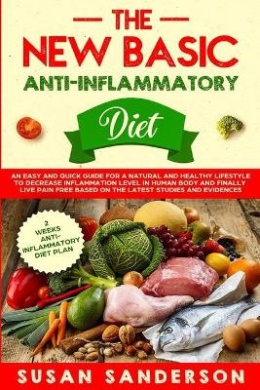 THE
NEW BASIC
ANTI-INFLAMMATORY
Diet
AN EASY AND QUICK GUIDE FOR A NATURAL AND HEALTHY LIFESTYLE
TO DECREASE INFLAMMATION LEVEL IN HUMAN BODY AND FINALLY
LIVE PAIN FREE BASED ON THE LATEST STUDIES AND EVIDENCES
2
WEEKS
ANTI-
INFLAMMATORY
DIET PLAN
SUSAN SANDERSON